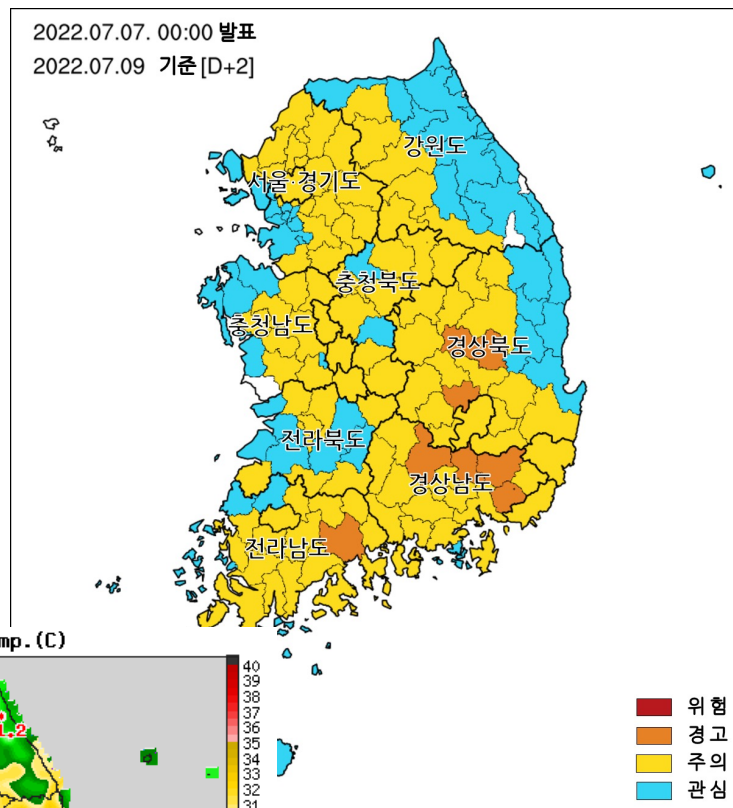 2022.07.07. 00:00 발표
2022.07.09 기준 [D+2]
강원도
서울·경기도
충청북도
충청남도
경상북도
전라북도
경상남도
전라남도
mp.(C)
40
39
38
37
36
35
34
33
32
31
1.2
위험
경고
주의
관심